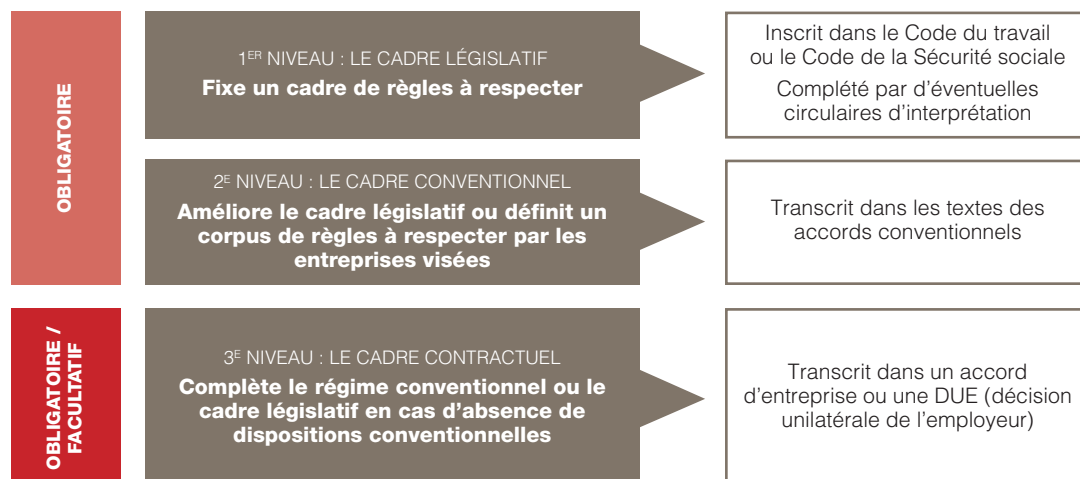 OBLIGATOIRE
1ER NIVEAU : LE CADRE LÉGISLATIF
Fixe un cadre de règles à respecter
Inscrit dans le Code du travail
ou le Code de la Sécurité sociale
Complété par d’éventuelles
circulaires d’interprétation
2E NIVEAU : LE CADRE CONVENTIONNEL
Améliore le cadre législatif ou définit un
corpus de règles à respecter par les
entreprises visées
Transcrit dans les textes des
accords conventionnels
OBLIGATOIRE /
FACULTATIF
3E NIVEAU : LE CADRE CONTRACTUEL
Complète le régime conventionnel ou le
cadre législatif en cas d’absence de
dispositions conventionnelles
Transcrit dans un accord
d’entreprise ou une DUE (décision
unilatérale de l’employeur)